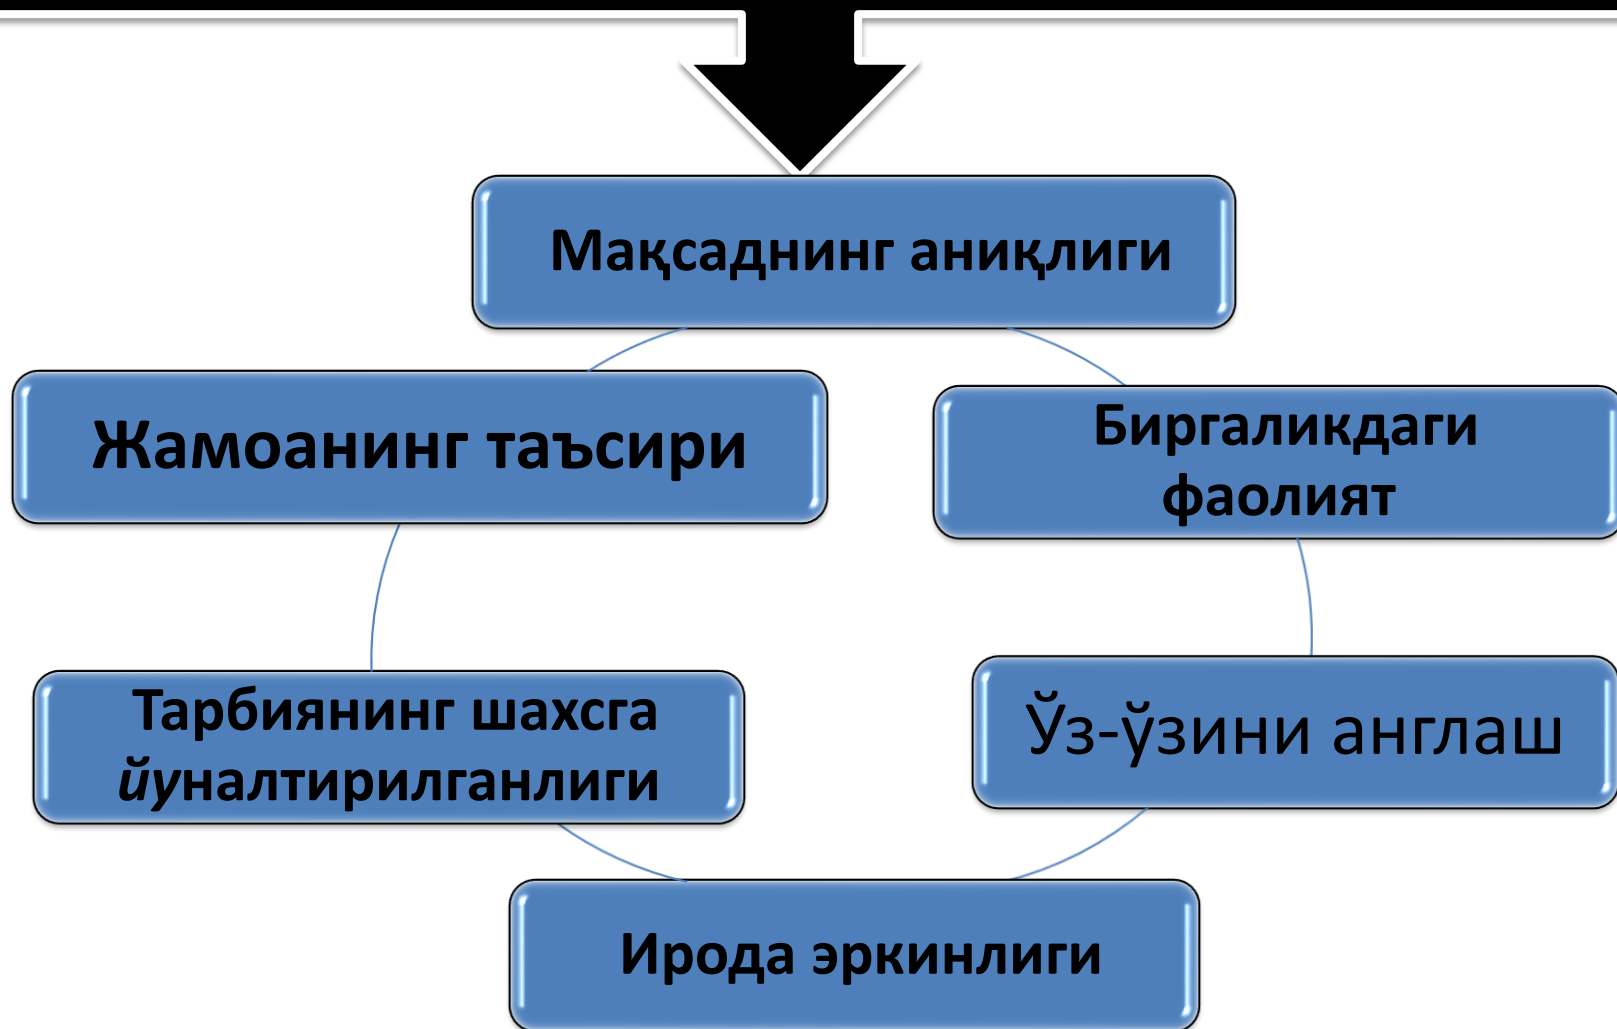 Мақсаднинг аниқлиги
Жамоанинг таъсири
Биргаликдаги
фаолият
Тарбиянинг шахсга
йуналтирилганлиги
Ўз-ўзини англаш
Ирода эркинлиги